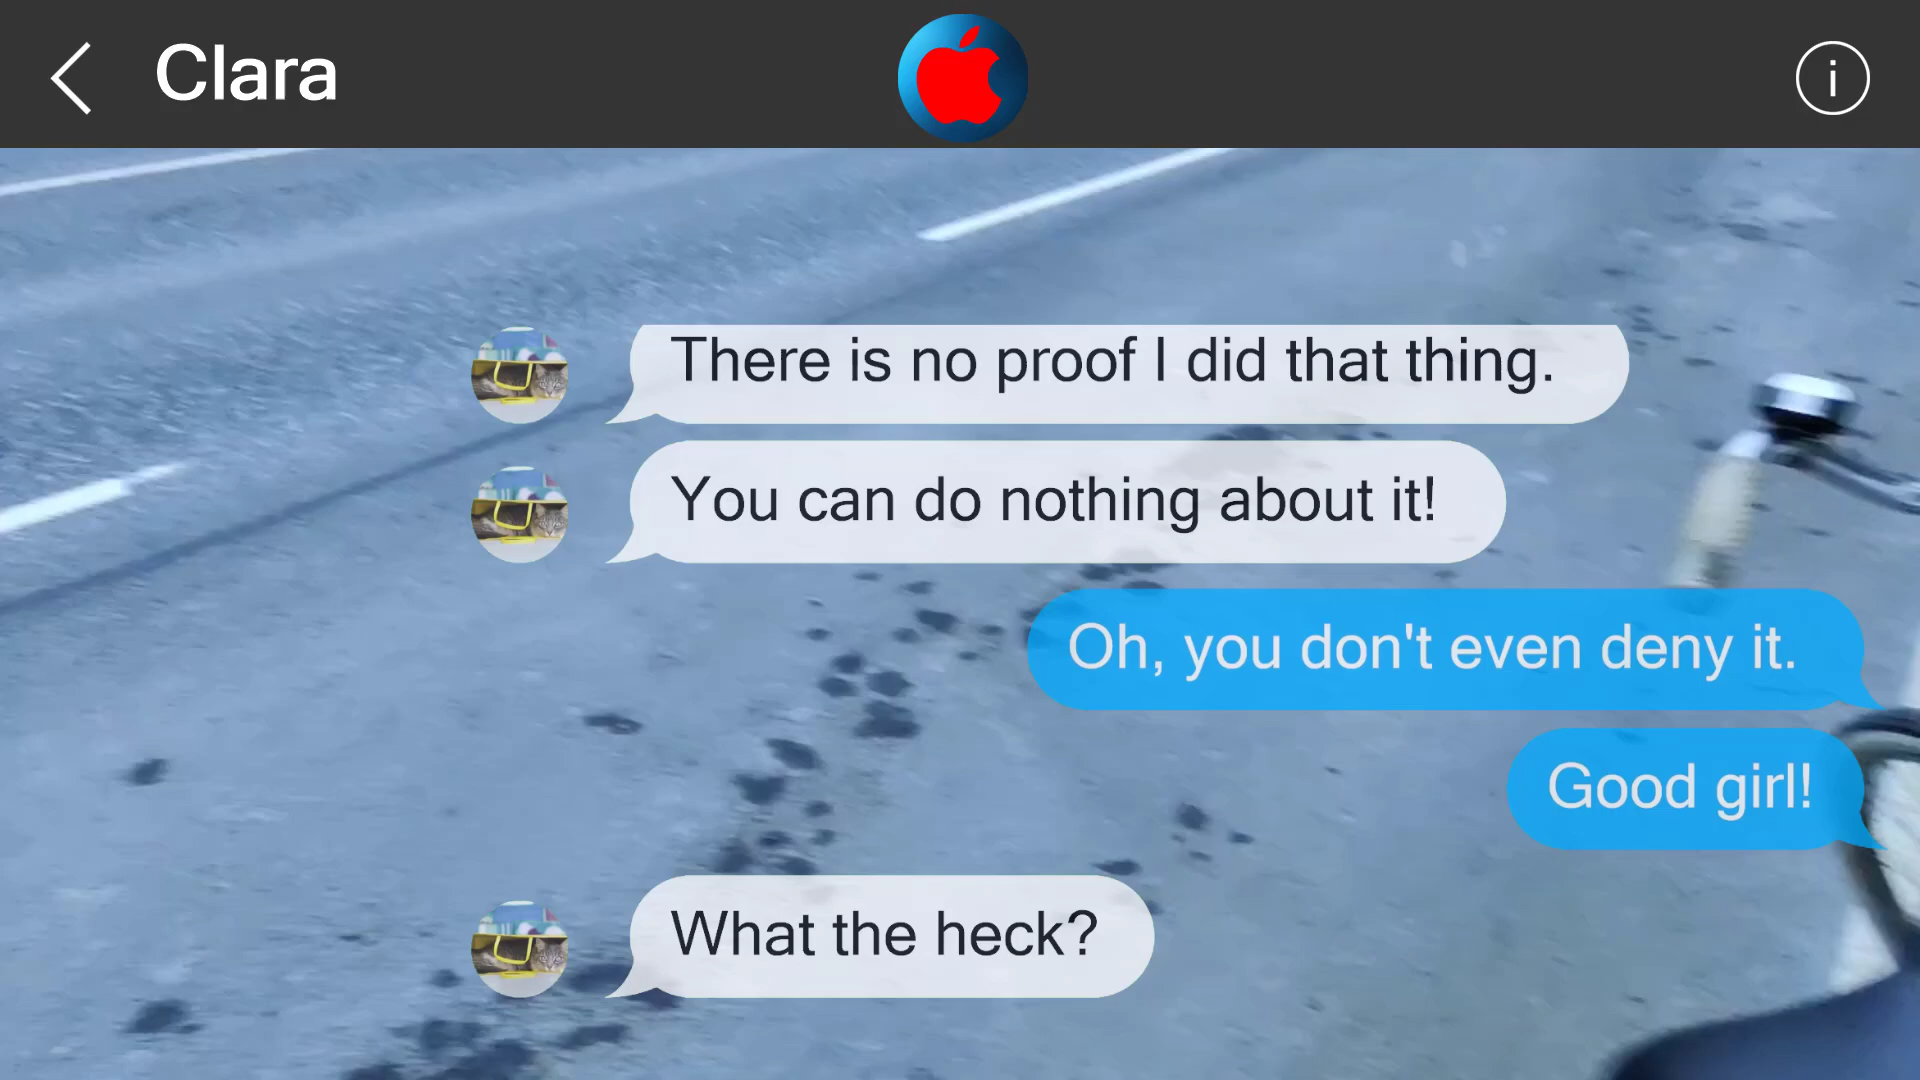 Clara
There is no proof I did that thing.
You can do nothing about it!
Oh, you don't even deny it.
Good girl!
What the heck?